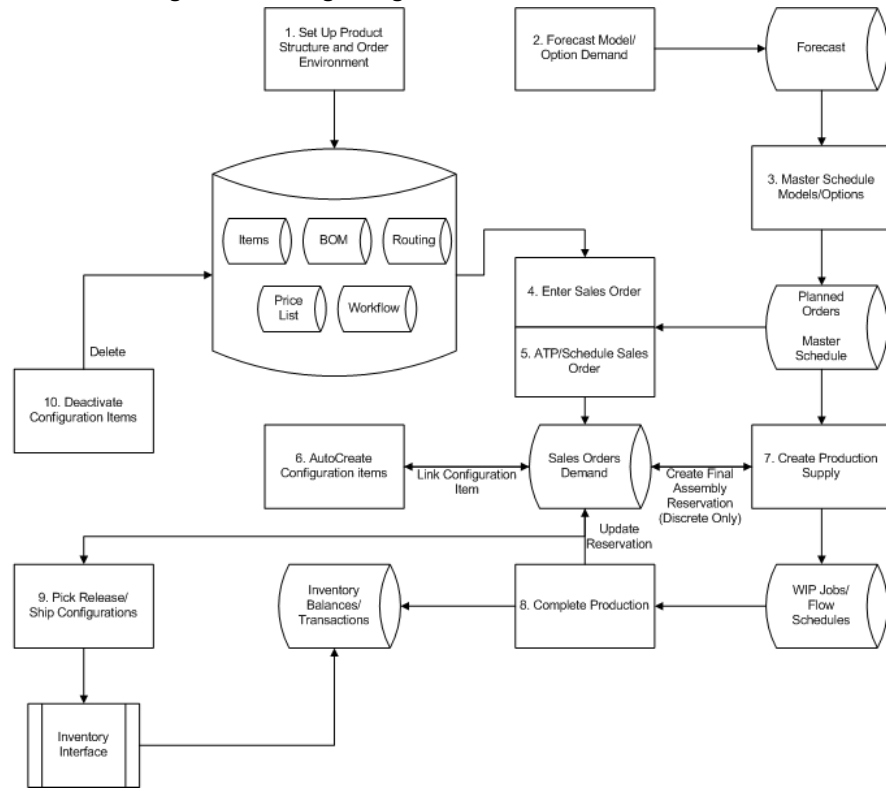 1. Set Up Product
Structure and Order
Environment
2. Forecast Model/
Option Demand
Forecast
3. Master Schedule
Models/Options
Items
BOM
Routing
Price
List
Workflow
4. Enter Sales Order
5. ATP/Schedule Sales
Order
Planned
Orders
Master
Schedule
Delete
10. Deactivate
Configuration Items
6. AutoCreate
Configuration items
Link Configuration
Item
Sales Orders
Demand
Create Final
Assembly
Reservation
(Discrete Only)
7. Create Production
Supply
Update
Reservation
9. Pick Release/
Ship Configurations
Inventory
Balances/
Transactions
8. Complete Production
WIP Jobs/
Flow
Schedules
Inventory
Interface